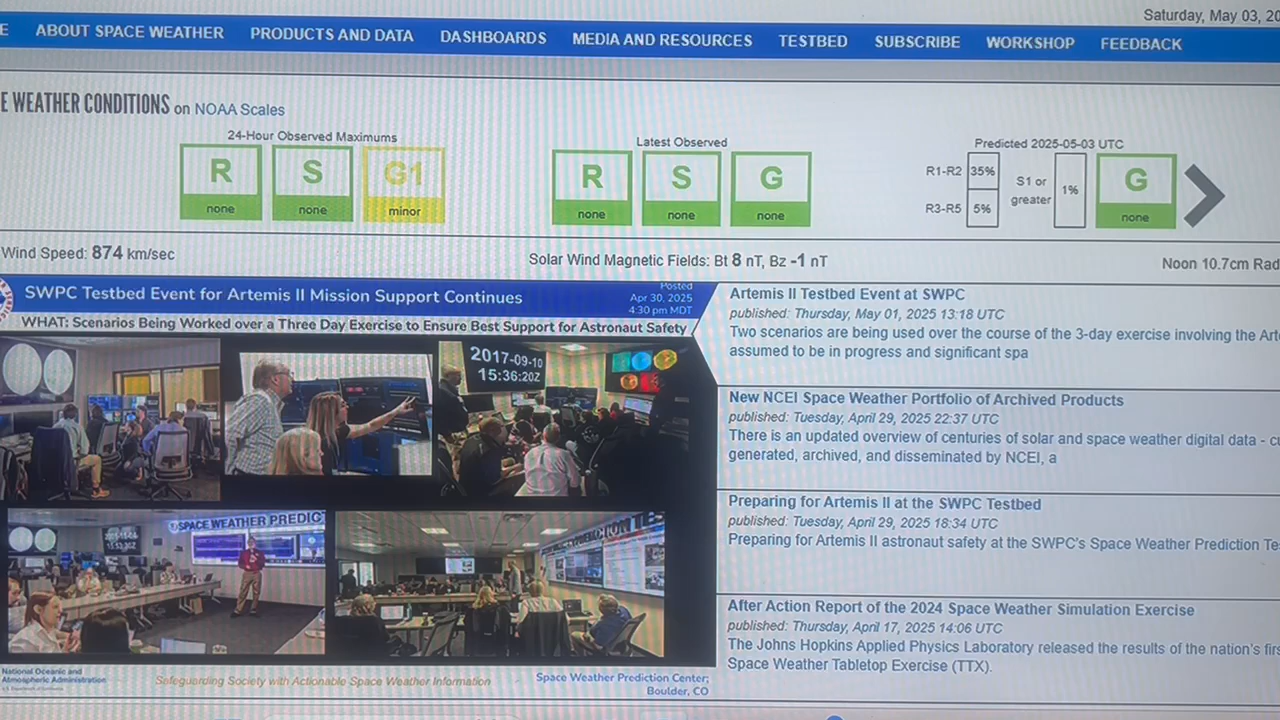 Saturday, May 03, 20
E ABOUT SPACE WEATHER PRODUCTS AND DATA DASHBOARDS MEDIA AND RESOURCES TESTBED SUBSCRIBE WORKSHOP FEEDBACK
E WEATHER CONDITIONS on NOAA Scales
24-Hour Observed Maximums
R S G1
none none minor
Latest Observed
R S G
none none none
Predicted 2025-05-03 UTC
R1-R2 35%
R3-R5 5%
S1 or
greater
1%
G
none
Wind Speed: 874 km/sec
Solar Wind Magnetic Fields: Bt 8 nT, Bz -1 nT
Noon 10.7cm Rad
SWPC Testbed Event for Artemis II Mission Support Continues
Posted
Apr 30, 2025
4:30 pm MDT
WHAT: Scenarios Being Worked over a Three Day Exercise to Ensure Best Support for Astronaut Safety
2017-09-10
15:36:20Z
SPACE WEATHER PREDIC
National Oceanic and
Atmospheric Administration
Safeguarding Society with Actionable Space Weather Information
Space Weather Prediction Center;
Boulder, CO
Artemis II Testbed Event at SWPC
published: Thursday, May 01, 2025 13:18 UTC
Two scenarios are being used over the course of the 3-day exercise involving the Art
assumed to be in progress and significant spa
New NCEI Space Weather Portfolio of Archived Products
published: Tuesday, April 29, 2025 22:37 UTC
There is an updated overview of centuries of solar and space weather digital data - cu
generated, archived, and disseminated by NCEI, a
Preparing for Artemis II at the SWPC Testbed
published: Tuesday, April 29, 2025 18:34 UTC
Preparing for Artemis II astronaut safety at the SWPC's Space Weather Prediction Te
After Action Report of the 2024 Space Weather Simulation Exercise
published: Thursday, April 17, 2025 14:06 UTC
The Johns Hopkins Applied Physics Laboratory released the results of the nation's firs
Space Weather Tabletop Exercise (TTX).